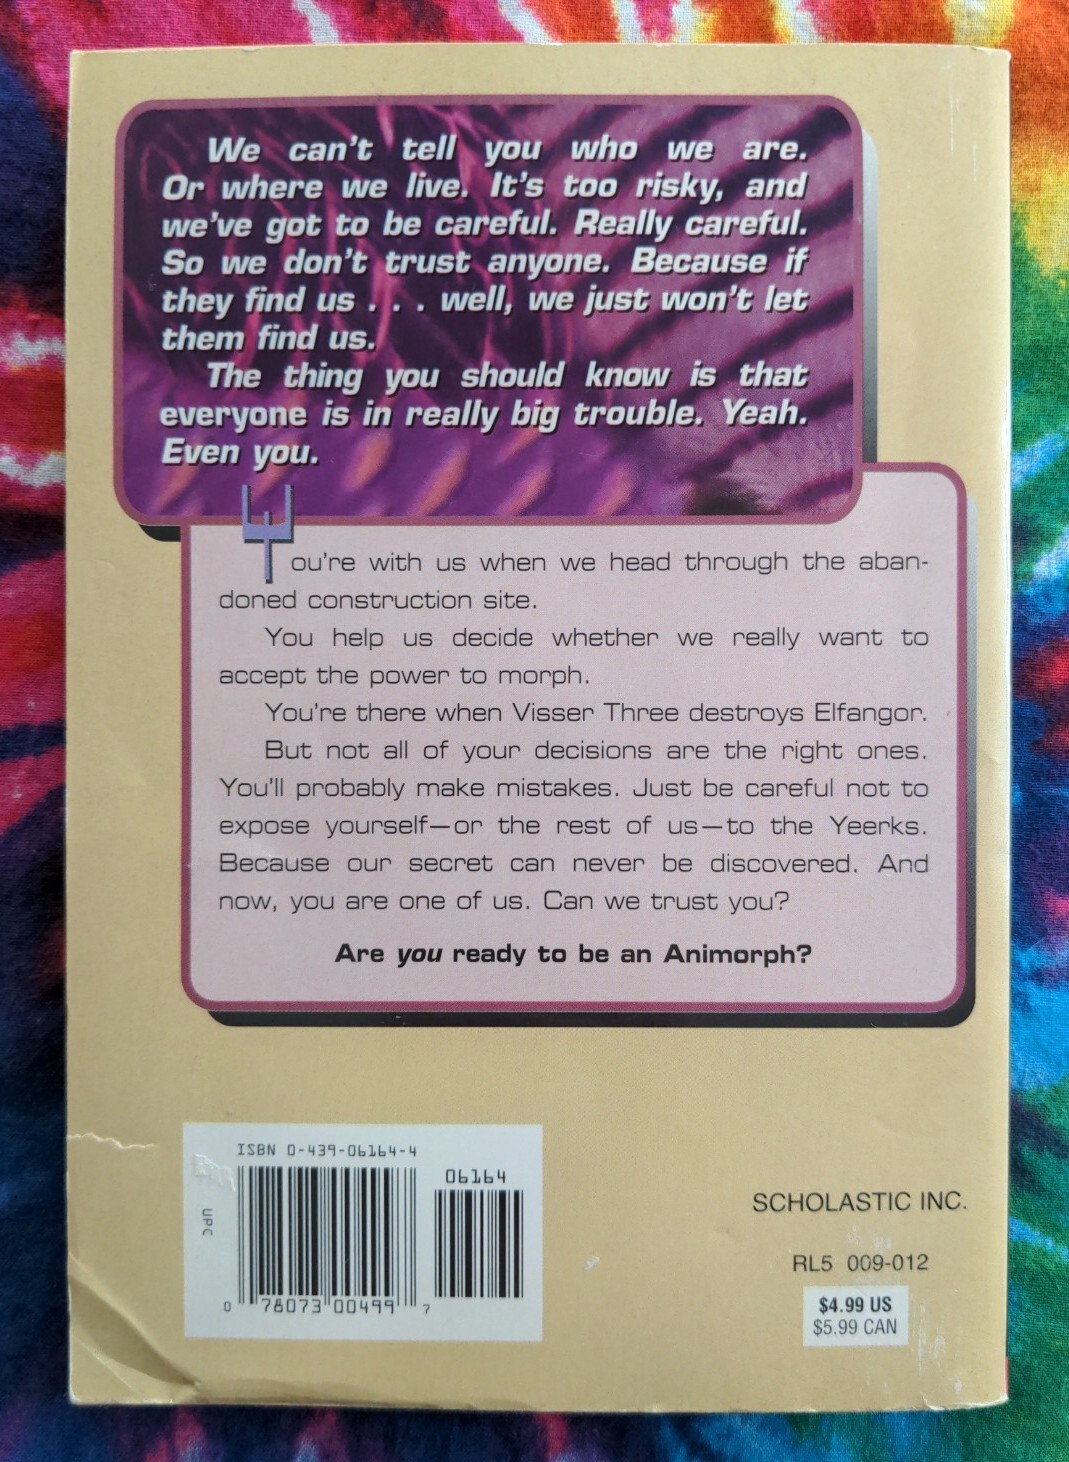 We can't tell you who we are.
Or where we live. It's too risky, and
we've got to be careful. Really careful.
So we don't trust anyone. Because if
they find us . . . well, we just won't let
them find us.
The thing you should know is that
everyone is in really big trouble. Yeah.
Even you.
You're with us when we head through the aban-
doned construction site.
You help us decide whether we really want to
accept the power to morph.
You're there when Visser Three destroys Elfangor.
But not all of your decisions are the right ones.
You'll probably make mistakes. Just be careful not to
expose yourself—or the rest of us—to the Yeerks.
Because our secret can never be discovered. And
now, you are one of us. Can we trust you?
Are you ready to be an Animorph?
ISBN 0-439-06164-4
06164
UPC
0 78073 00499 7
SCHOLASTIC INC.
RL5 009-012
$4.99 US
$5.99 CAN